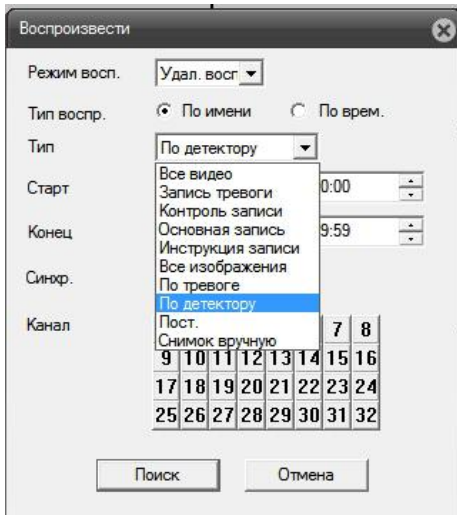 Воспроизвести
Режим восп. Удал. восг
Тип воспр. По имени По врем.
Тип По детектору
Все видео
Запись тревоги
Старт 0:00
Контроль записи
Основная запись
Конец 9:59
Инструкция записи
Все изображения
Синхр.
По тревоге
По детектору
Канал Пост. 7 8
Снимок вручную
9 10 11 12 13 14 15 16
17 18 19 20 21 22 23 24
25 26 27 28 29 30 31 32
Поиск Отмена